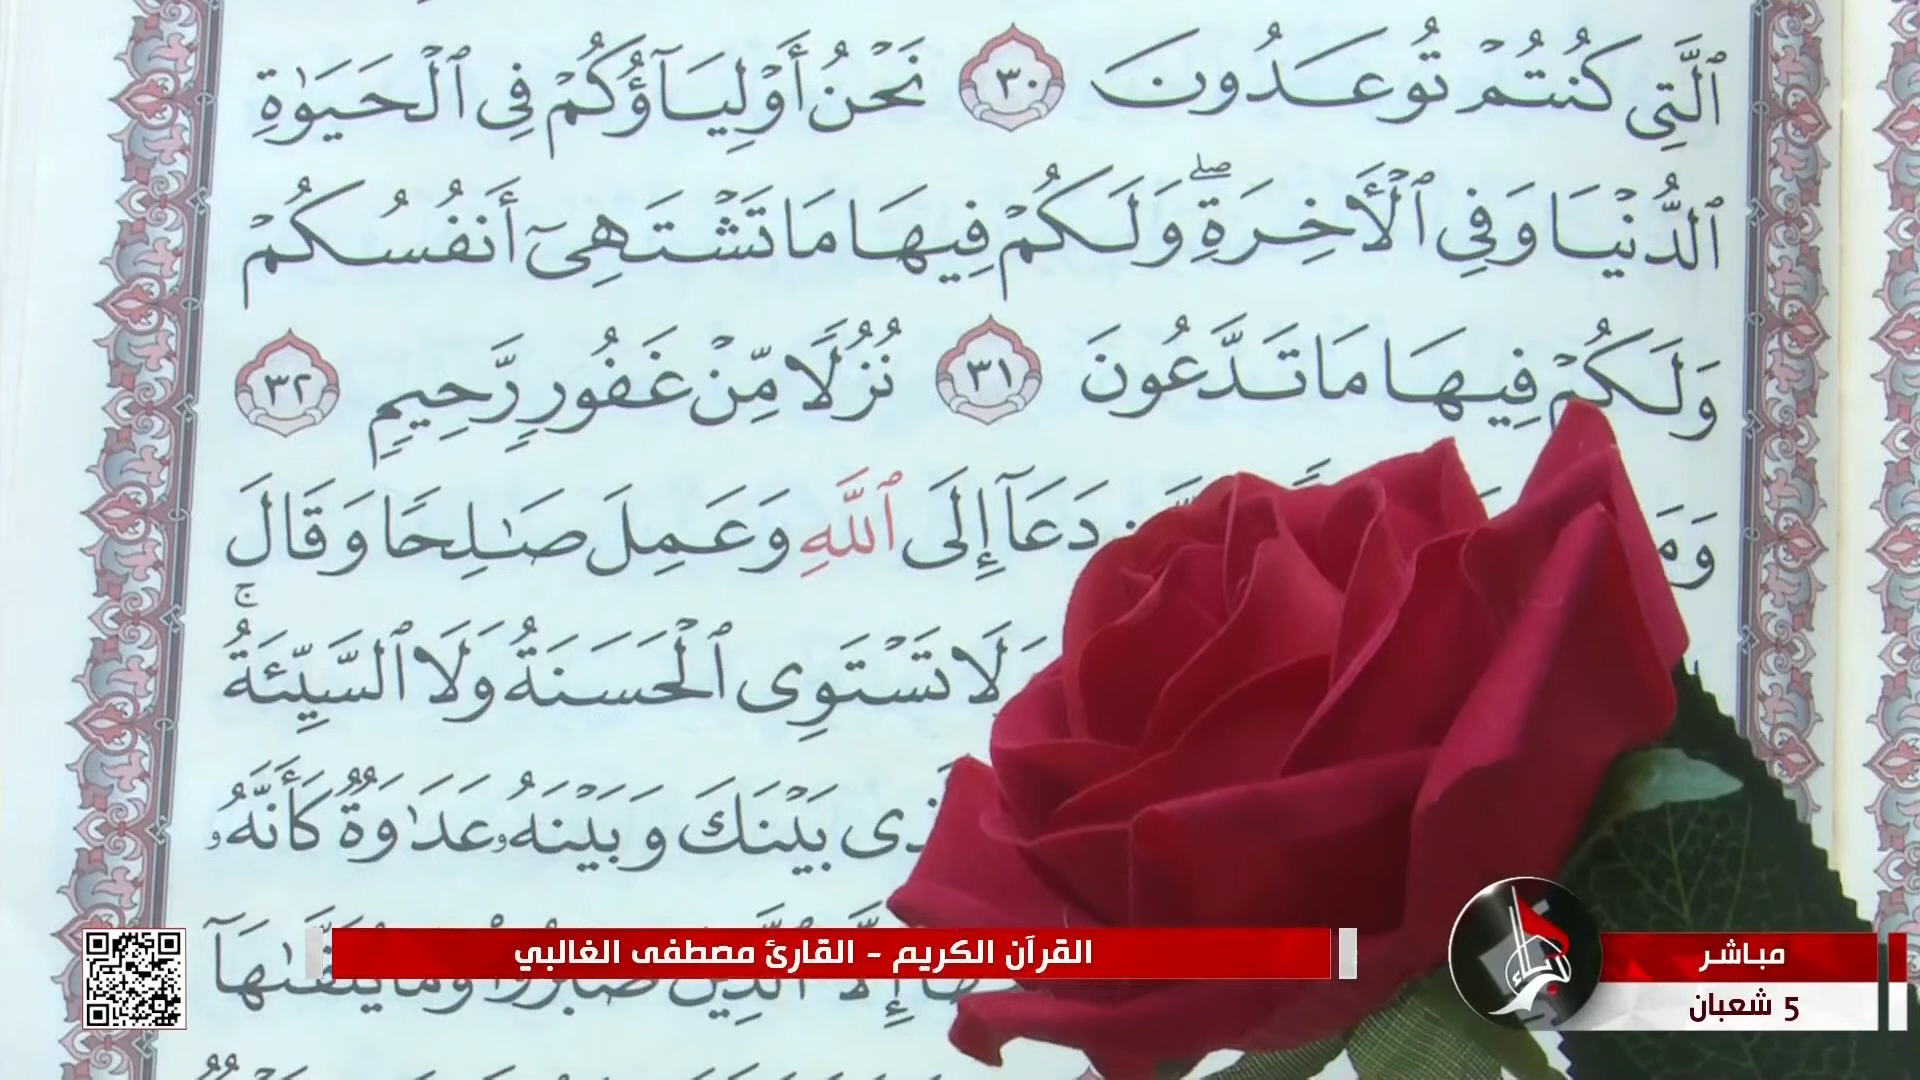 ٱلَّتِى كُنتُمْ تُوعَدُونَ ٣٠ نَحْنُ أَوْلِيَآؤُكُمْ فِى ٱلْحَيَوٰةِ
ٱلدُّنْيَا وَفِى ٱلْأَخِرَةِ ۖ وَلَكُمْ فِيهَا مَا تَشْتَهِىٓ أَنفُسُكُمْ
وَلَكُمْ فِيهَا مَا تَدَّعُونَ ٣١ نُزُلًا مِّنْ غَفُورٍ رَّحِيمٍ ٣٢
دَعَآ إِلَى ٱللَّهِ وَعَمِلَ صَـٰلِحًا وَقَالَ
لَا تَسْتَوِى ٱلْحَسَنَةُ وَلَا ٱلسَّيِّئَةُ ۚ
بَيْنَكَ وَبَيْنَهُۥ عَدَٰوَةٌ كَأَنَّهُۥ
القرآن الكريم - القارئ مصطفى الغالبي
مباشر
5 شعبان